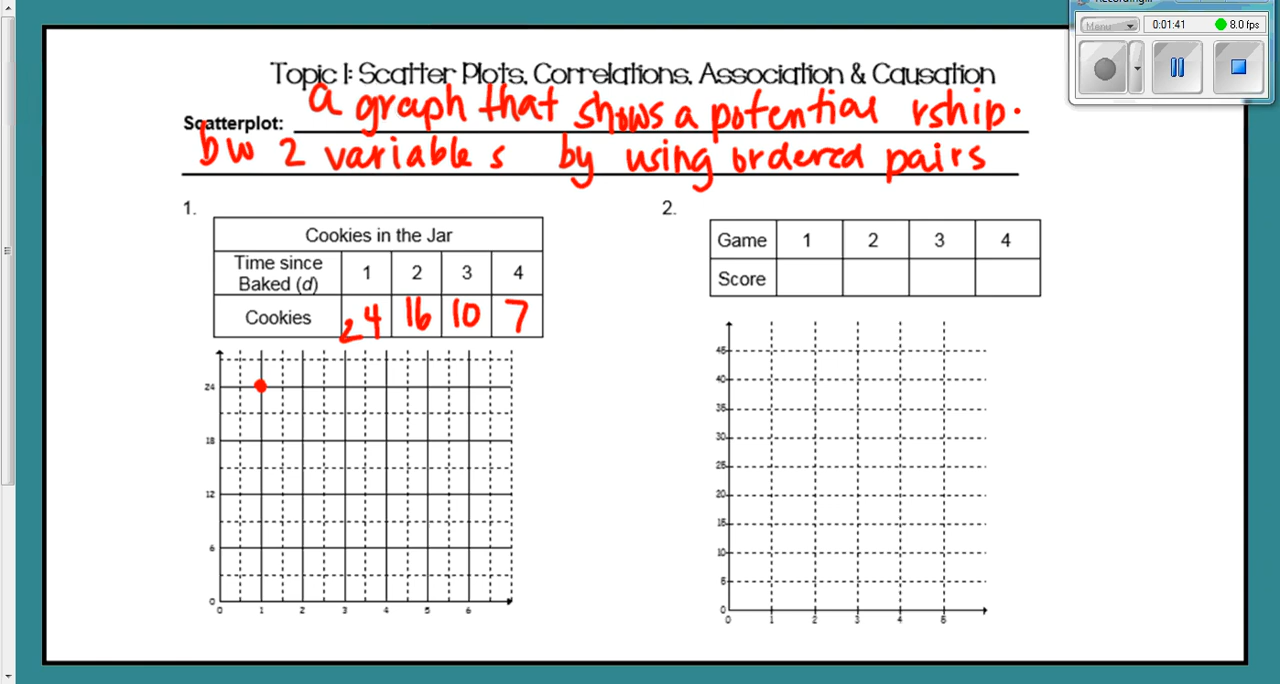 Recording...
Menu 0:01:41 8.0 fps
Topic 1: Scatter Plots, Correlations, Association & Causation
Scatterplot: a graph that shows a potential rship.
bw 2 variables by using ordered pairs
1.
Cookies in the Jar
Time since
Baked (d) 1 2 3 4
Cookies 24 16 10 7
24
18
12
6
0
0 1 2 3 4 5 6
2.
Game 1 2 3 4
Score
45
40
35
30
25
20
15
10
5
0
0 1 2 3 4 5